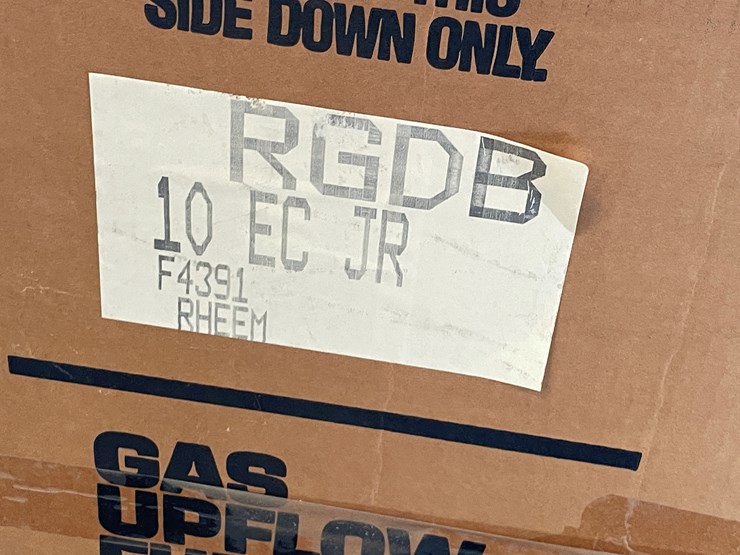 SIDE DOWN ONLY.
RGDB
10 EC JR
F4391
RHEEM
GAS
UPFLOW